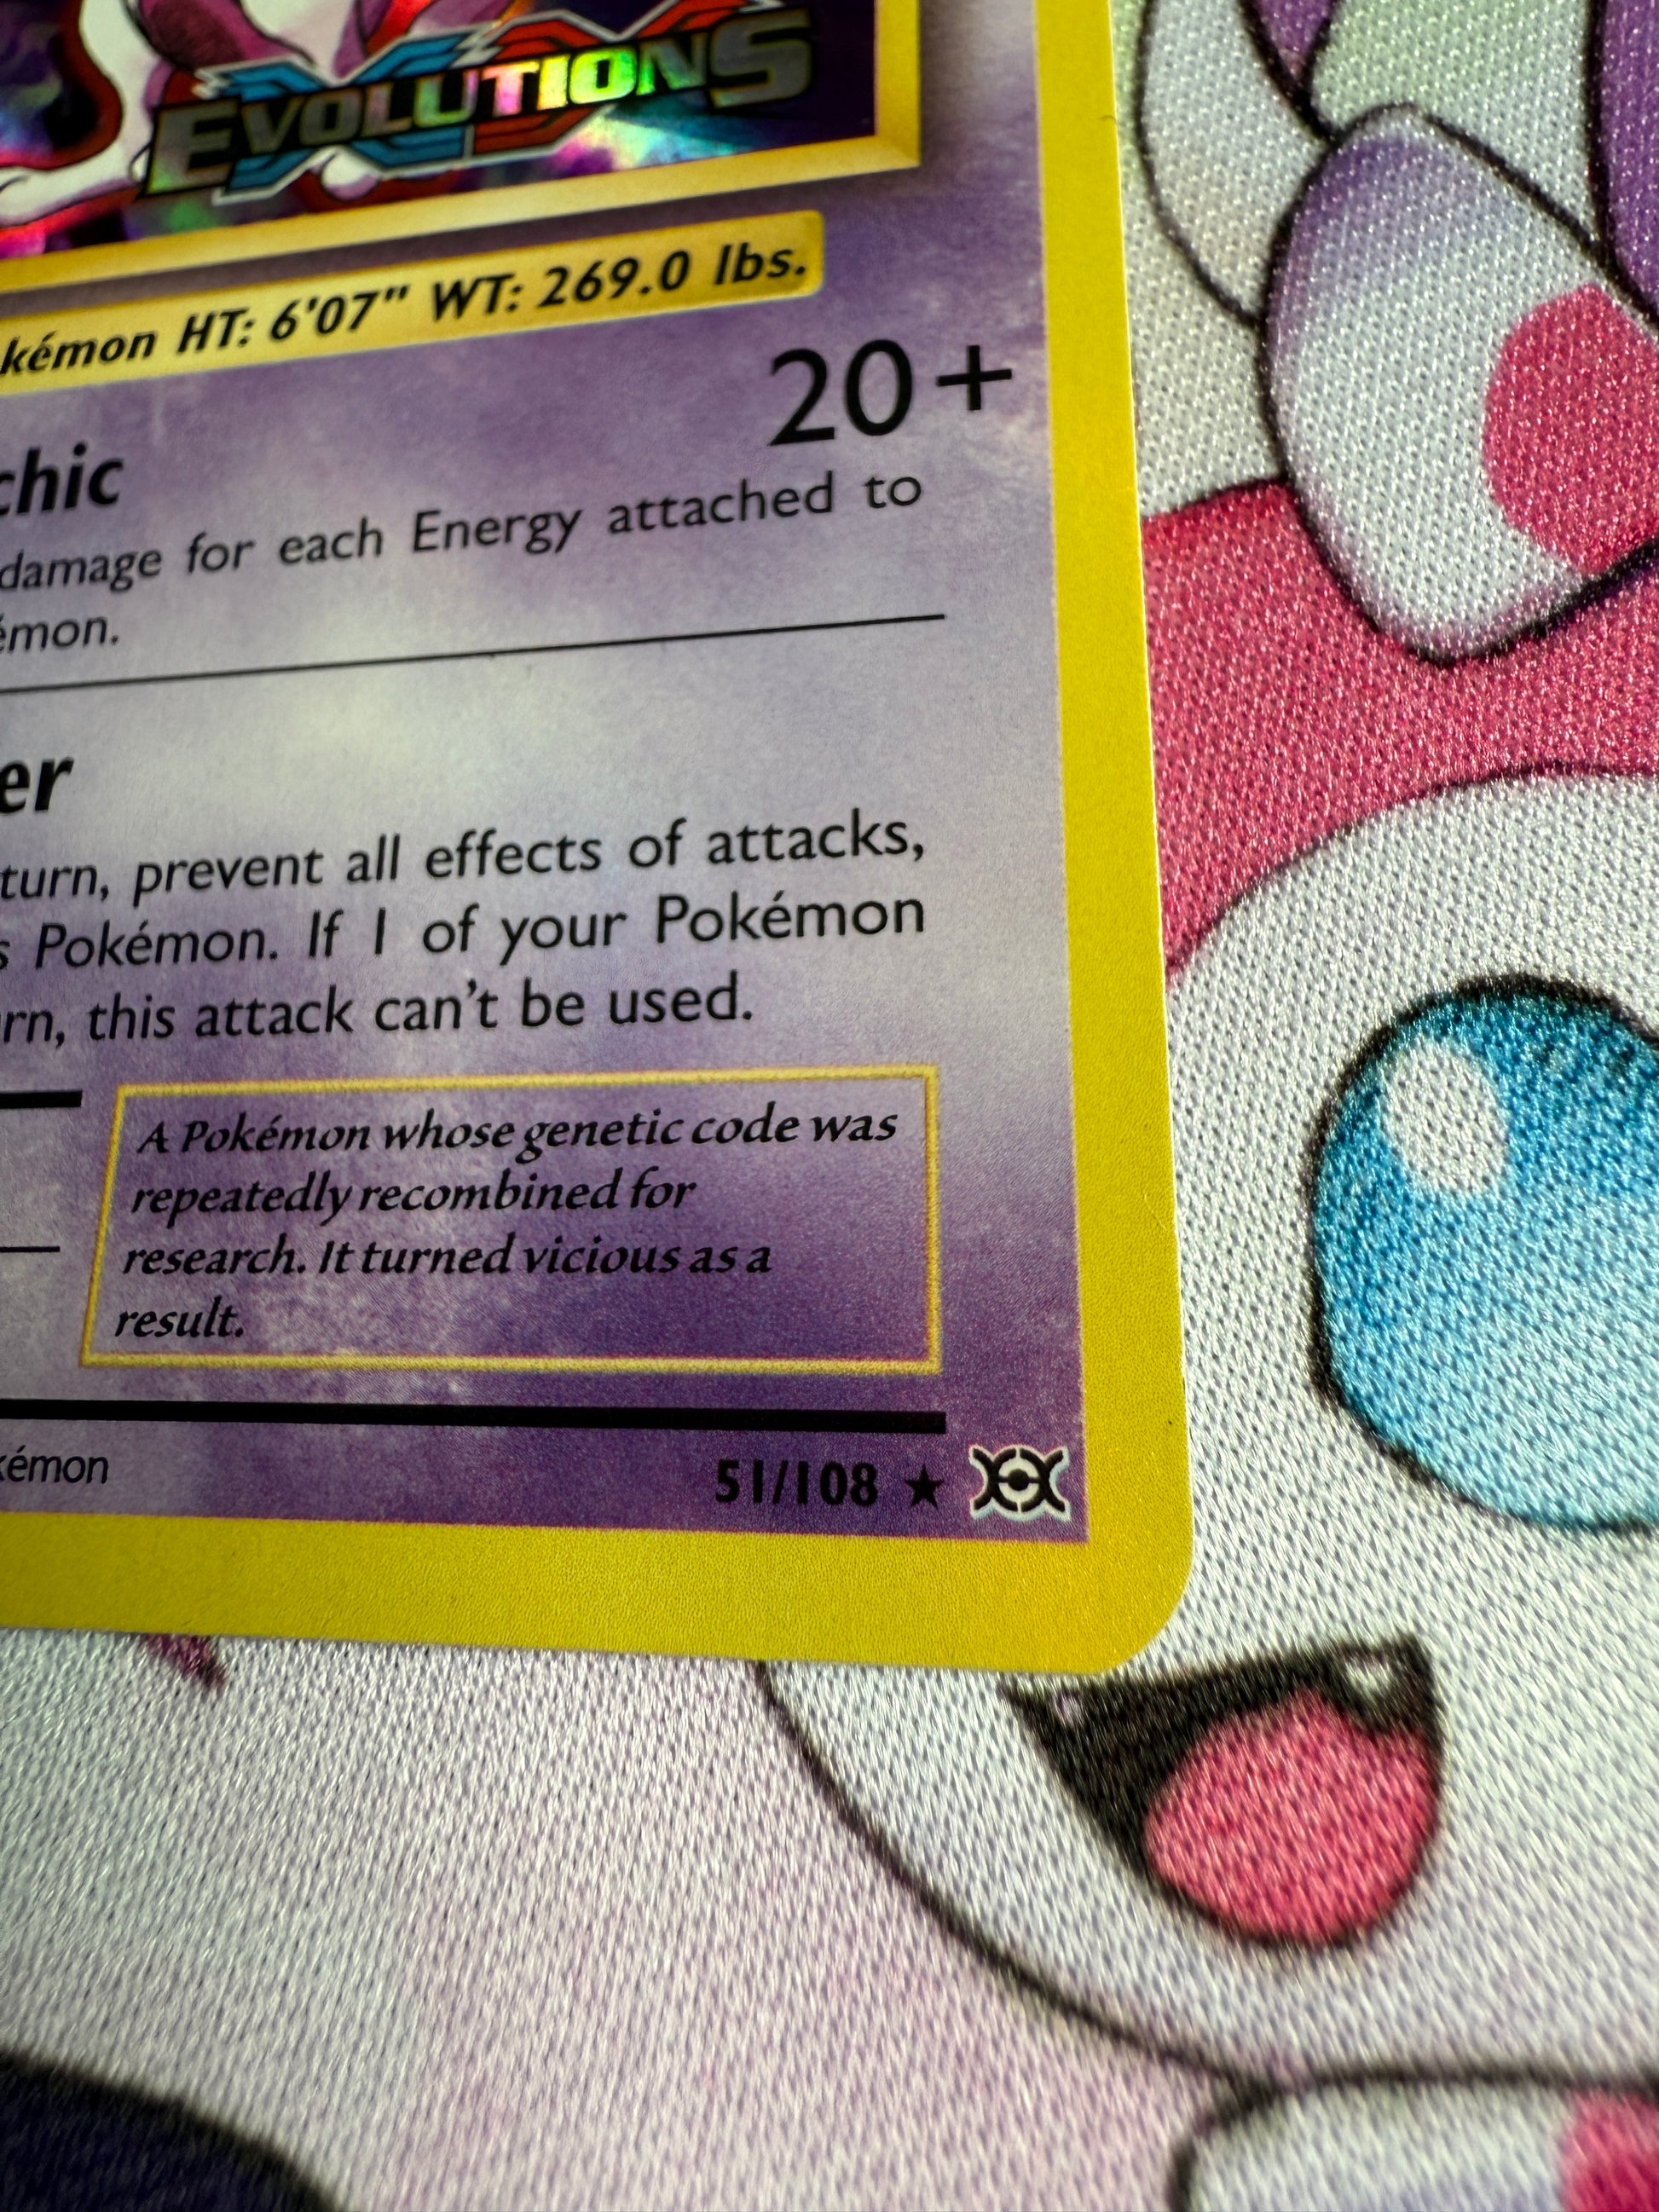 EVOLUTIONS
kémon HT: 6'07" WT: 269.0 lbs.
20+
chic
damage for each Energy attached to
émon.
er
turn, prevent all effects of attacks,
s Pokémon. If 1 of your Pokémon
rn, this attack can't be used.
A Pokémon whose genetic code was
repeatedly recombined for
research. It turned vicious as a
result.
kémon
51/108 ★